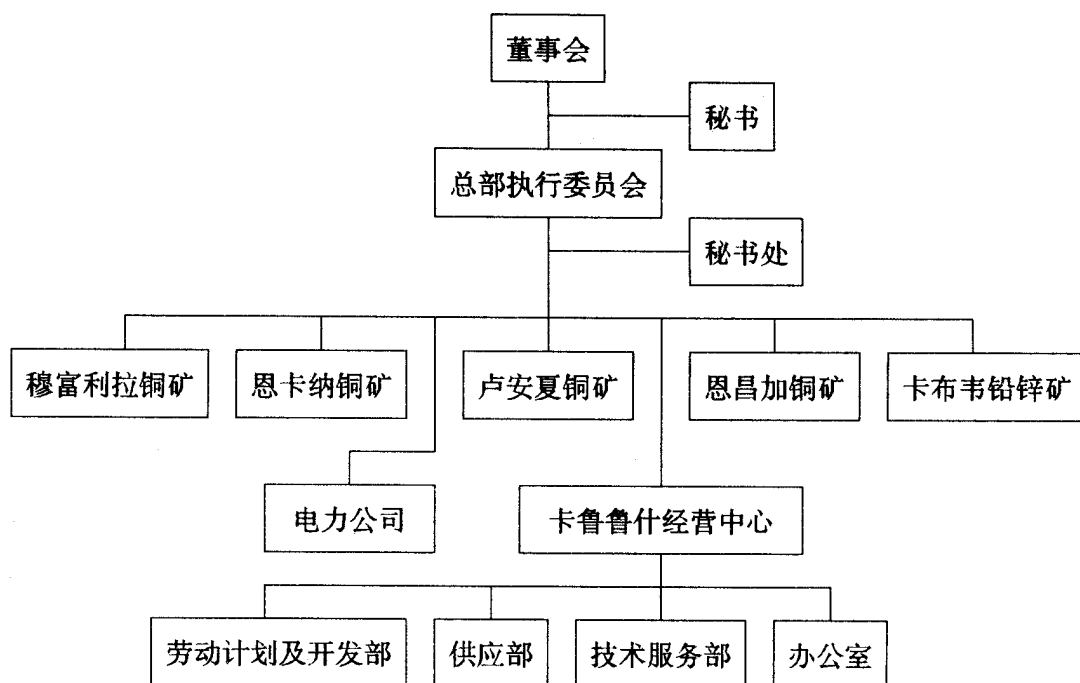 董事会
秘书
总部执行委员会
秘书处
穆富利拉铜矿
恩卡纳铜矿
卢安夏铜矿
恩昌加铜矿
卡布韦铅锌矿
电力公司
卡鲁鲁什经营中心
劳动计划及开发部
供应部
技术服务部
办公室